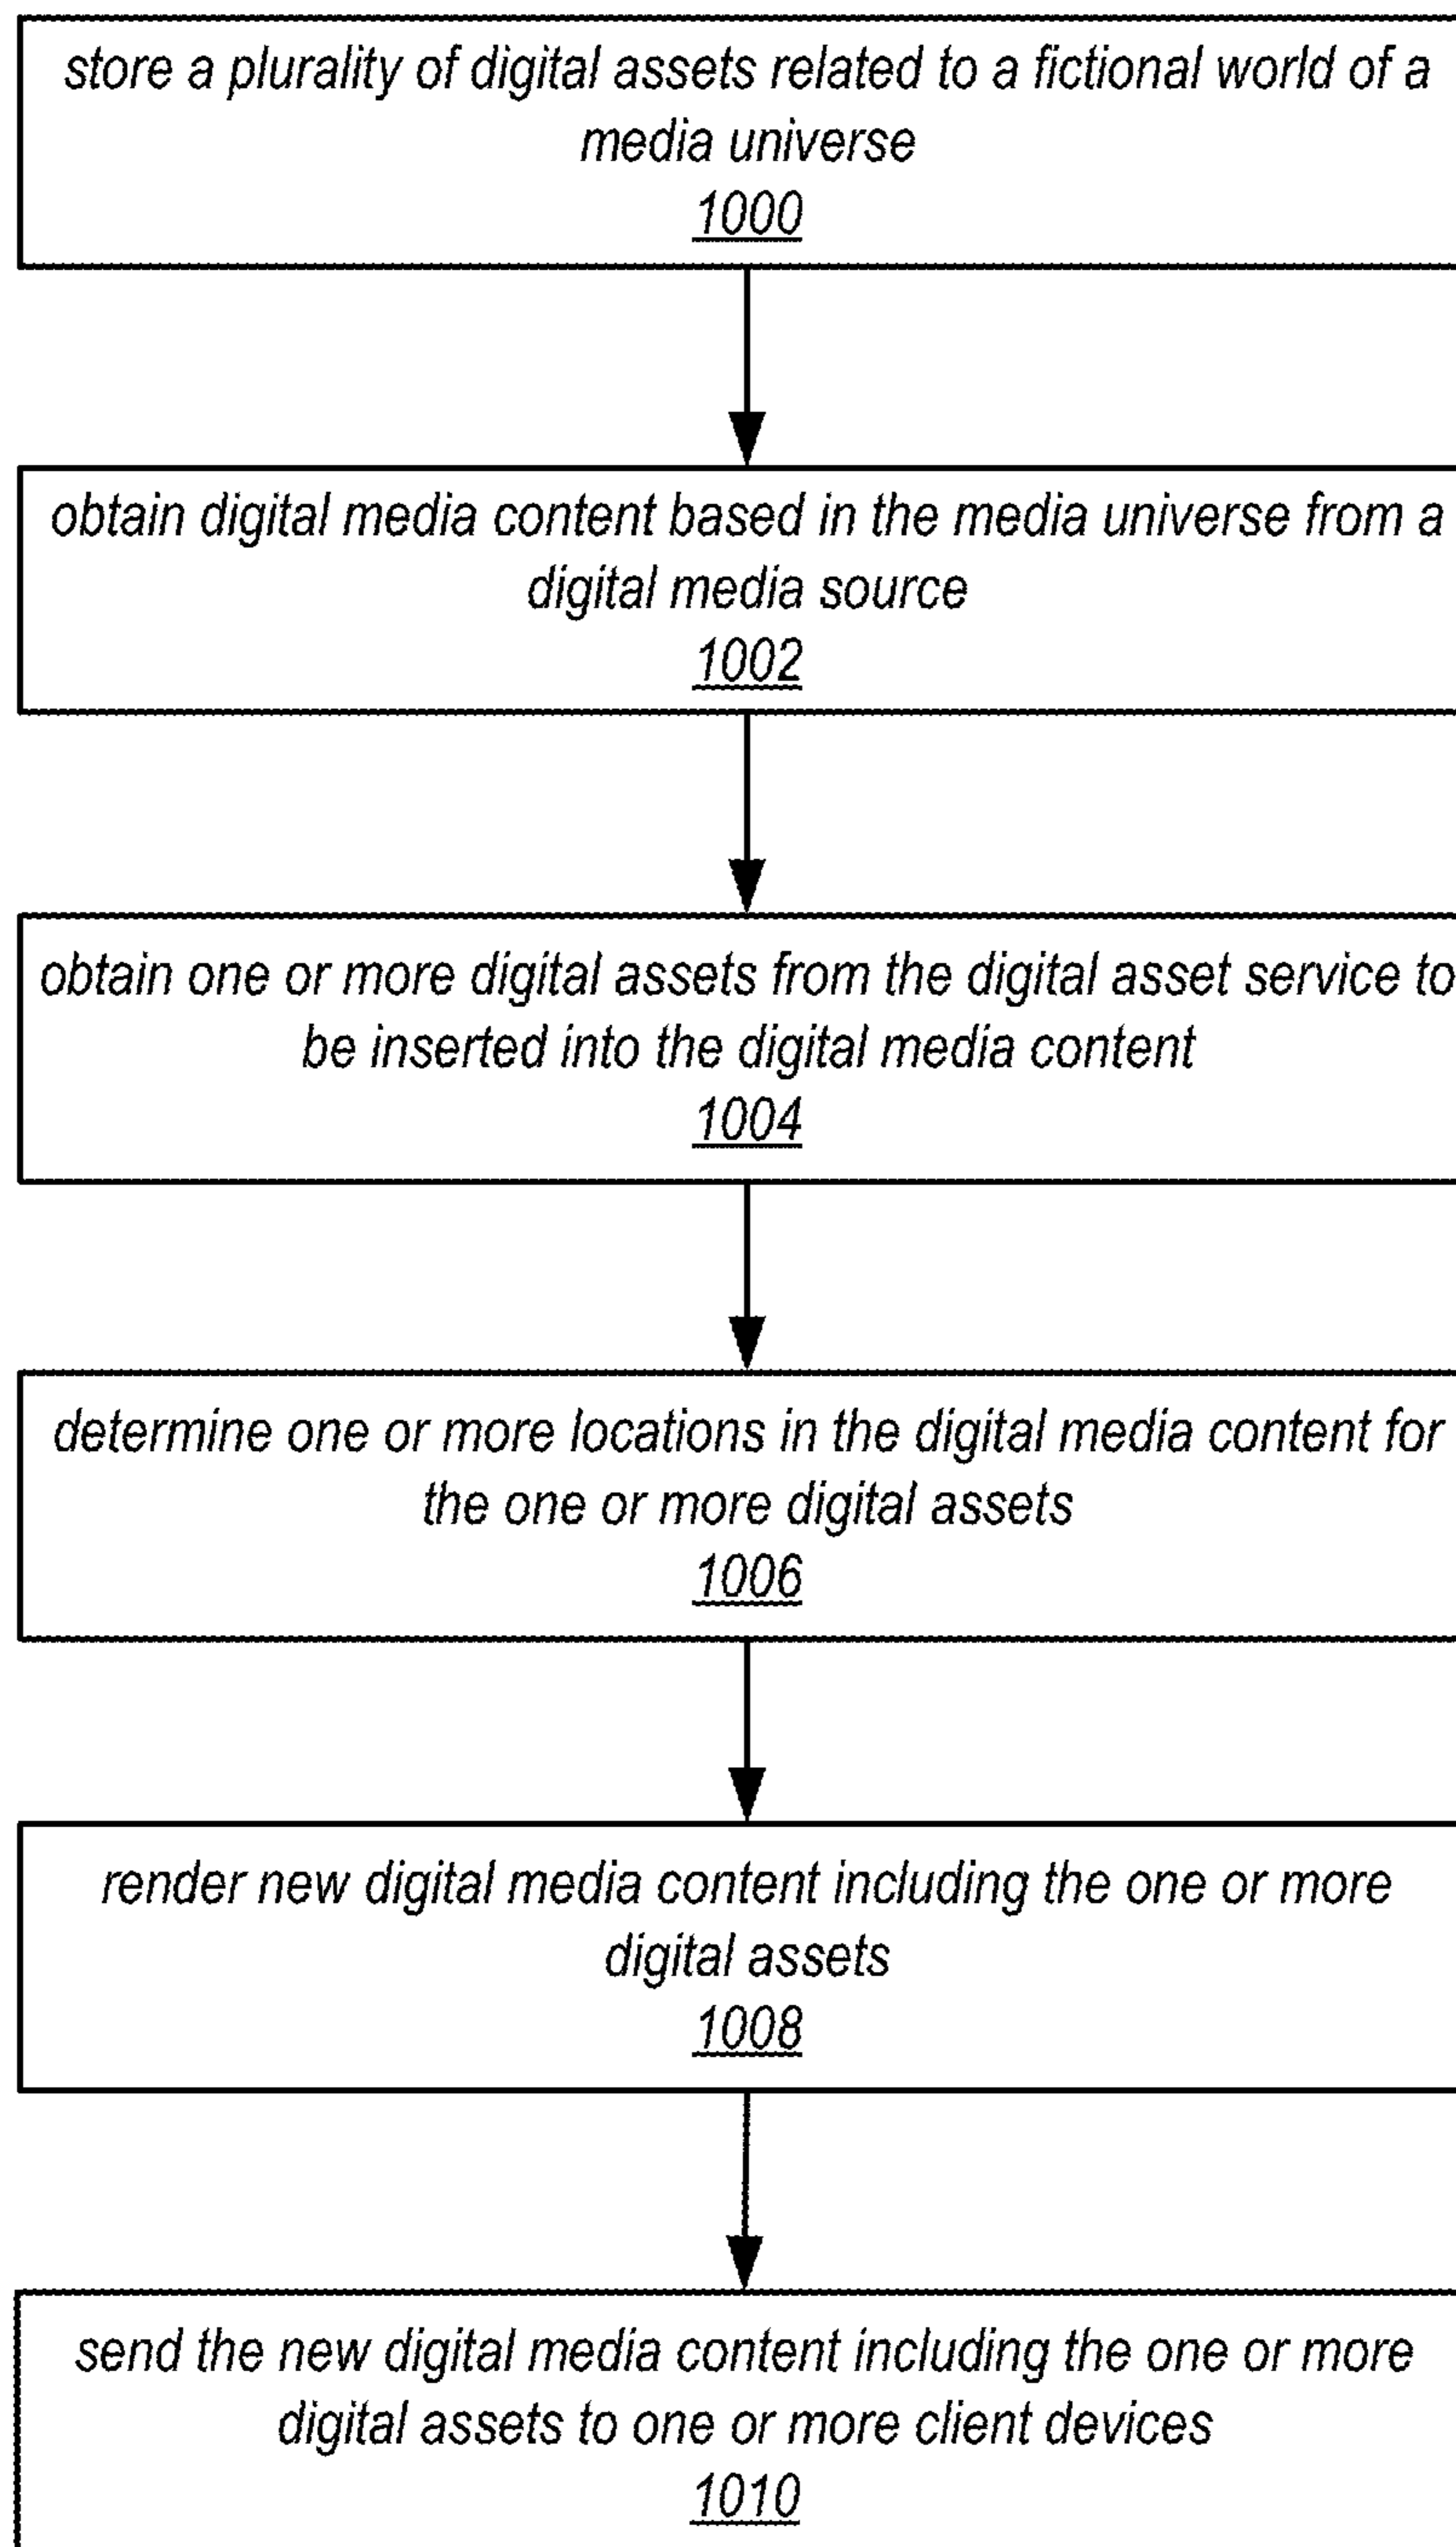 store a plurality of digital assets related to a fictional world of a
media universe
1000
obtain digital media content based in the media universe from a
digital media source
1002
obtain one or more digital assets from the digital asset service to
be inserted into the digital media content
1004
determine one or more locations in the digital media content for
the one or more digital assets
1006
render new digital media content including the one or more
digital assets
1008
send the new digital media content including the one or more
digital assets to one or more client devices
1010